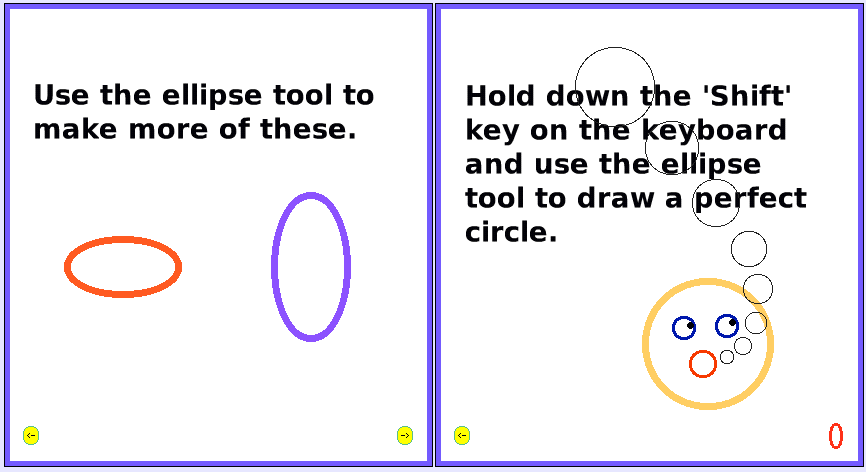 Use the ellipse tool to
make more of these.
<-
->
Hold down the 'Shift'
key on the keyboard
and use the ellipse
tool to draw a perfect
circle.
<-